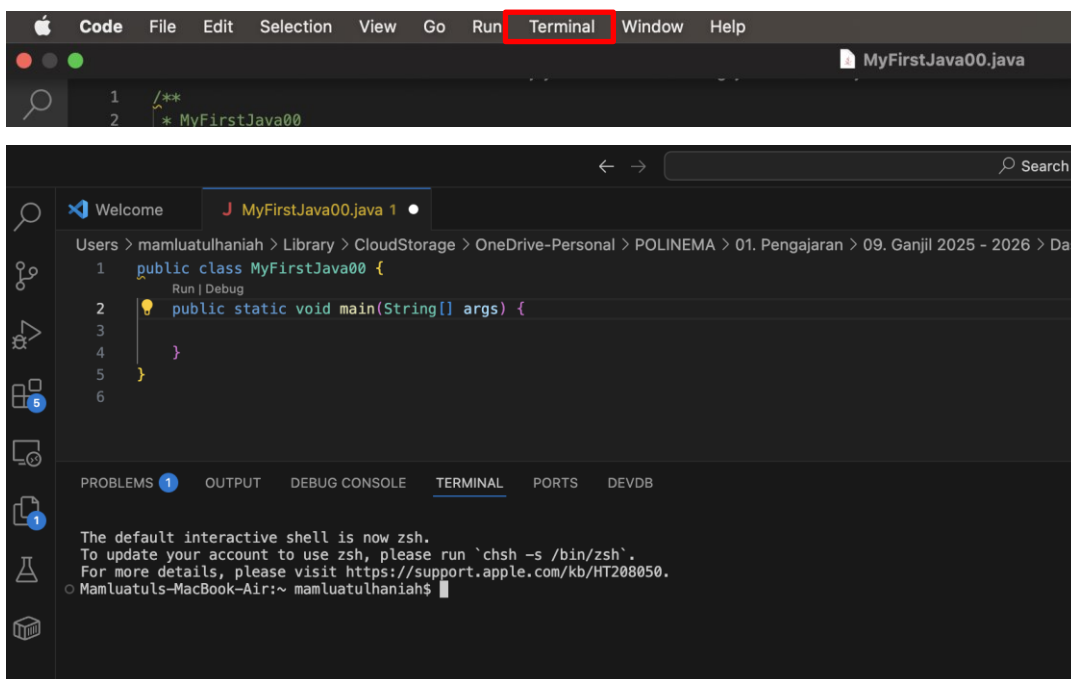 Code File Edit Selection View Go Run Terminal Window Help
MyFirstJava00.java
1 /**
2 * MyFirstJava00
Search
Welcome J MyFirstJava00.java 1
Users > mamluatulhaniah > Library > CloudStorage > OneDrive-Personal > POLINEMA > 01. Pengajaran > 09. Ganjil 2025 - 2026 > Da
1 public class MyFirstJava00 {
Run | Debug
2 public static void main(String[] args) {
3
4 }
5 }
6
PROBLEMS 1 OUTPUT DEBUG CONSOLE TERMINAL PORTS DEVDB
The default interactive shell is now zsh.
To update your account to use zsh, please run `chsh -s /bin/zsh`.
For more details, please visit https://support.apple.com/kb/HT208050.
Mamluatuls-MacBook-Air:~ mamluatulhaniah$
5
1